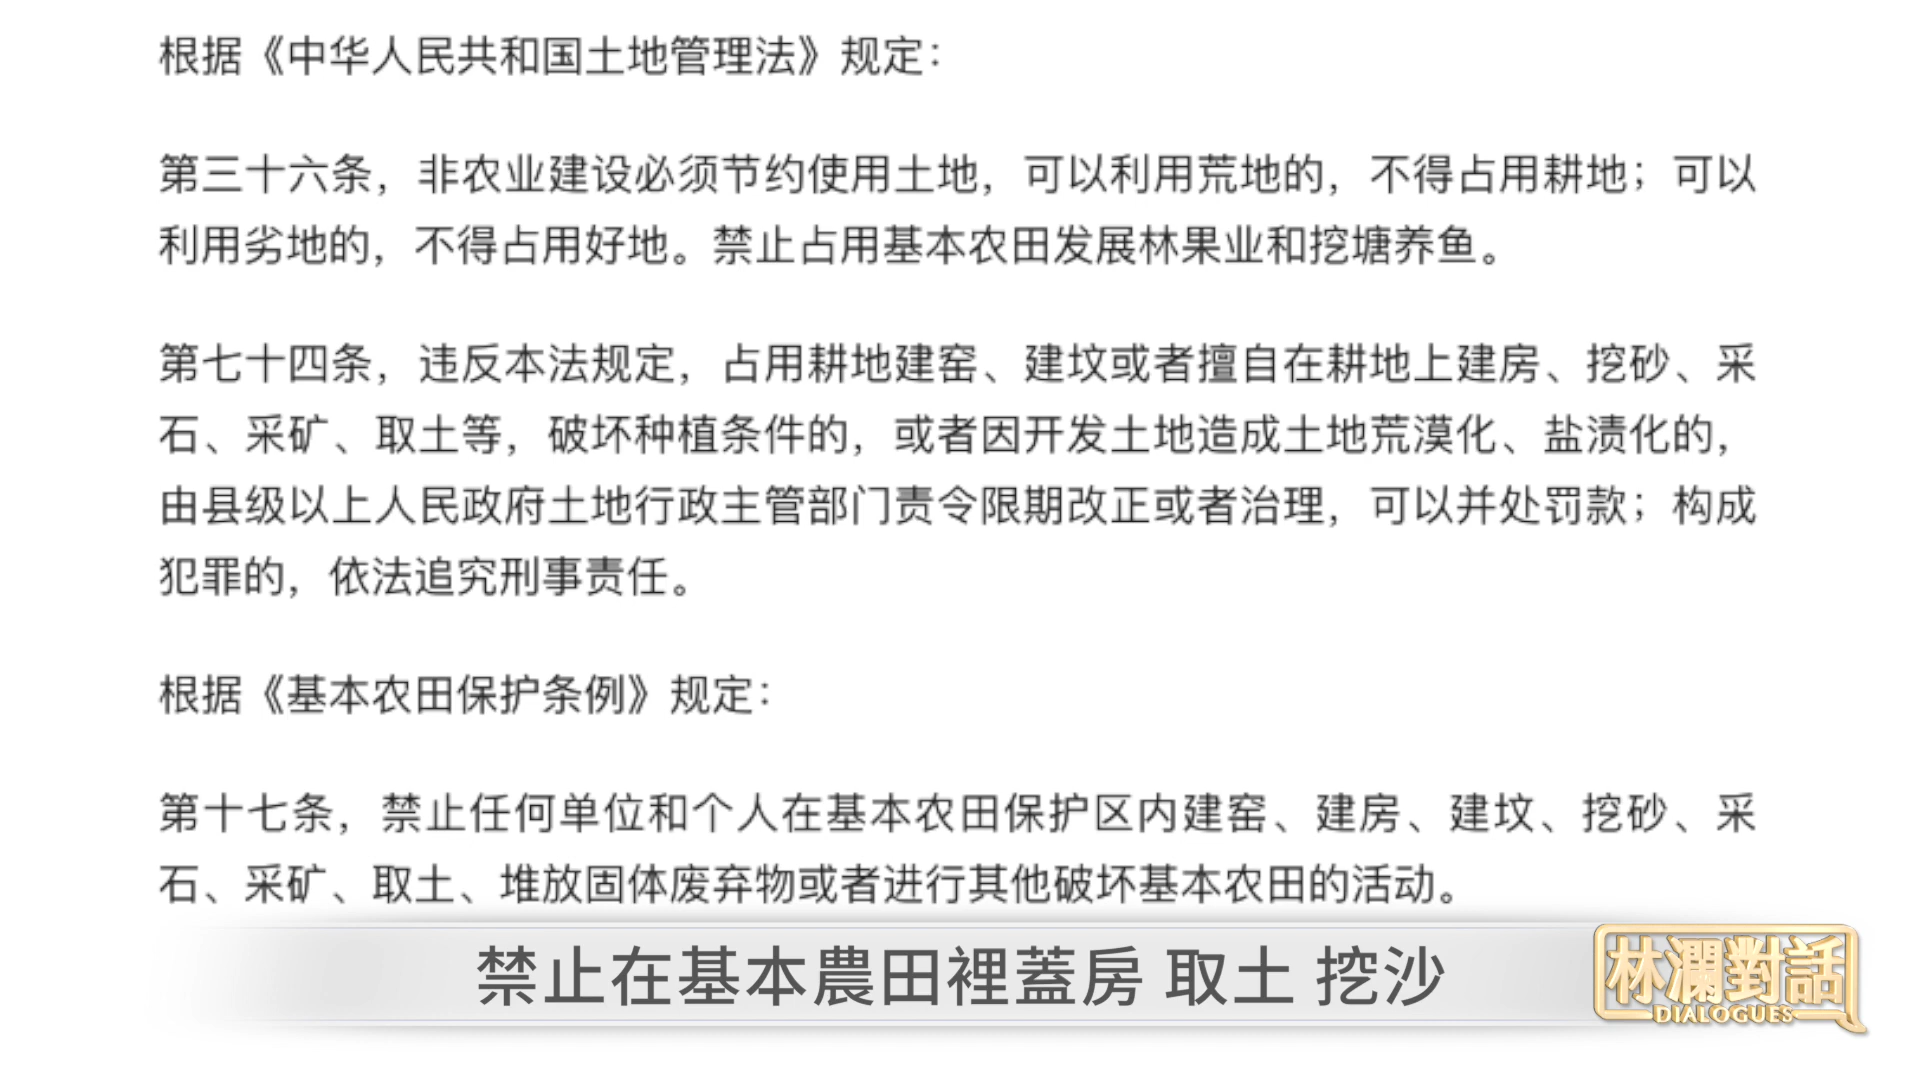 根据《中华人民共和国土地管理法》规定：
第三十六条，非农业建设必须节约使用土地，可以利用荒地的，不得占用耕地；可以
利用劣地的，不得占用好地。禁止占用基本农田发展林果业和挖塘养鱼。
第七十四条，违反本法规定，占用耕地建窑、建坟或者擅自在耕地上建房、挖砂、采
石、采矿、取土等，破坏种植条件的，或者因开发土地造成土地荒漠化、盐渍化的，
由县级以上人民政府土地行政主管部门责令限期改正或者治理，可以并处罚款；构成
犯罪的，依法追究刑事责任。
根据《基本农田保护条例》规定：
第十七条，禁止任何单位和个人在基本农田保护区内建窑、建房、建坟、挖砂、采
石、采矿、取土、堆放固体废弃物或者进行其他破坏基本农田的活动。
禁止在基本農田裡蓋房 取土 挖沙
林瀾對話
DIALOGUES